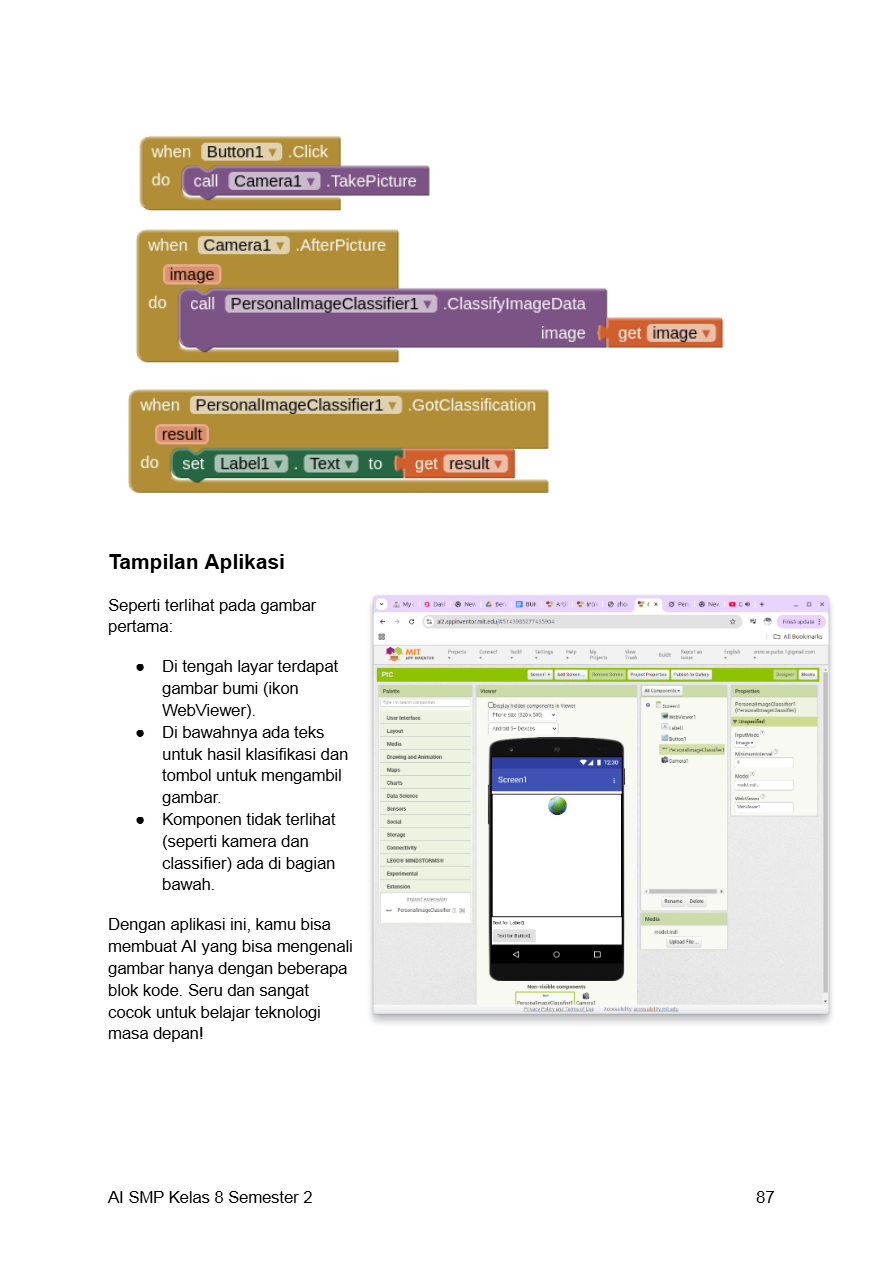 when Button1 .Click
do call Camera1 .TakePicture
when Camera1 .AfterPicture
image
do call PersonalImageClassifier1 .ClassifyImageData
image get image
when PersonalImageClassifier1 .GotClassification
result
do set Label1 . Text to get result
Tampilan Aplikasi
Seperti terlihat pada gambar
pertama:
● Di tengah layar terdapat
gambar bumi (ikon
WebViewer).
● Di bawahnya ada teks
untuk hasil klasifikasi dan
tombol untuk mengambil
gambar.
● Komponen tidak terlihat
(seperti kamera dan
classifier) ada di bagian
bawah.
Dengan aplikasi ini, kamu bisa
membuat AI yang bisa mengenali
gambar hanya dengan beberapa
blok kode. Seru dan sangat
cocok untuk belajar teknologi
masa depan!
Finish update
All Bookmarks
MIT
APP INVENTOR
Projects Connect Build Settings Help My Projects View Trash Guide Report an Issue English
PIC
Screen1 Add Screen ... Remove Screen Project Properties Publish to Gallery Designer Blocks
Palette
User Interface
Layout
Media
Drawing and Animation
Maps
Charts
Data Science
Sensors
Social
Storage
Connectivity
LEGO® MINDSTORMS®
Experimental
Extension
Import extension
PersonalImageClassifier
Viewer
Display hidden components in Viewer
Phone size (320 x 505)
Android 5+ Devices
12:30
Screen1
Text for Label1
Text for Button1
Non-visible components
PersonalImageClassifier1 Camera1
All Components
Screen1
WebViewer1
Label1
Button1
PersonalImageClassifier1
Camera1
Rename Delete
Media
model.mdl
Upload File ...
Properties
PersonalImageClassifier1
(PersonalImageClassifier)
Unspecified
InputMode
Image
MinimumInterval
0
Model
model.mdl...
WebViewer
WebViewer1
Privacy Policy and Terms of Use Accessibility: accessibility.mit.edu
AI SMP Kelas 8 Semester 2 87